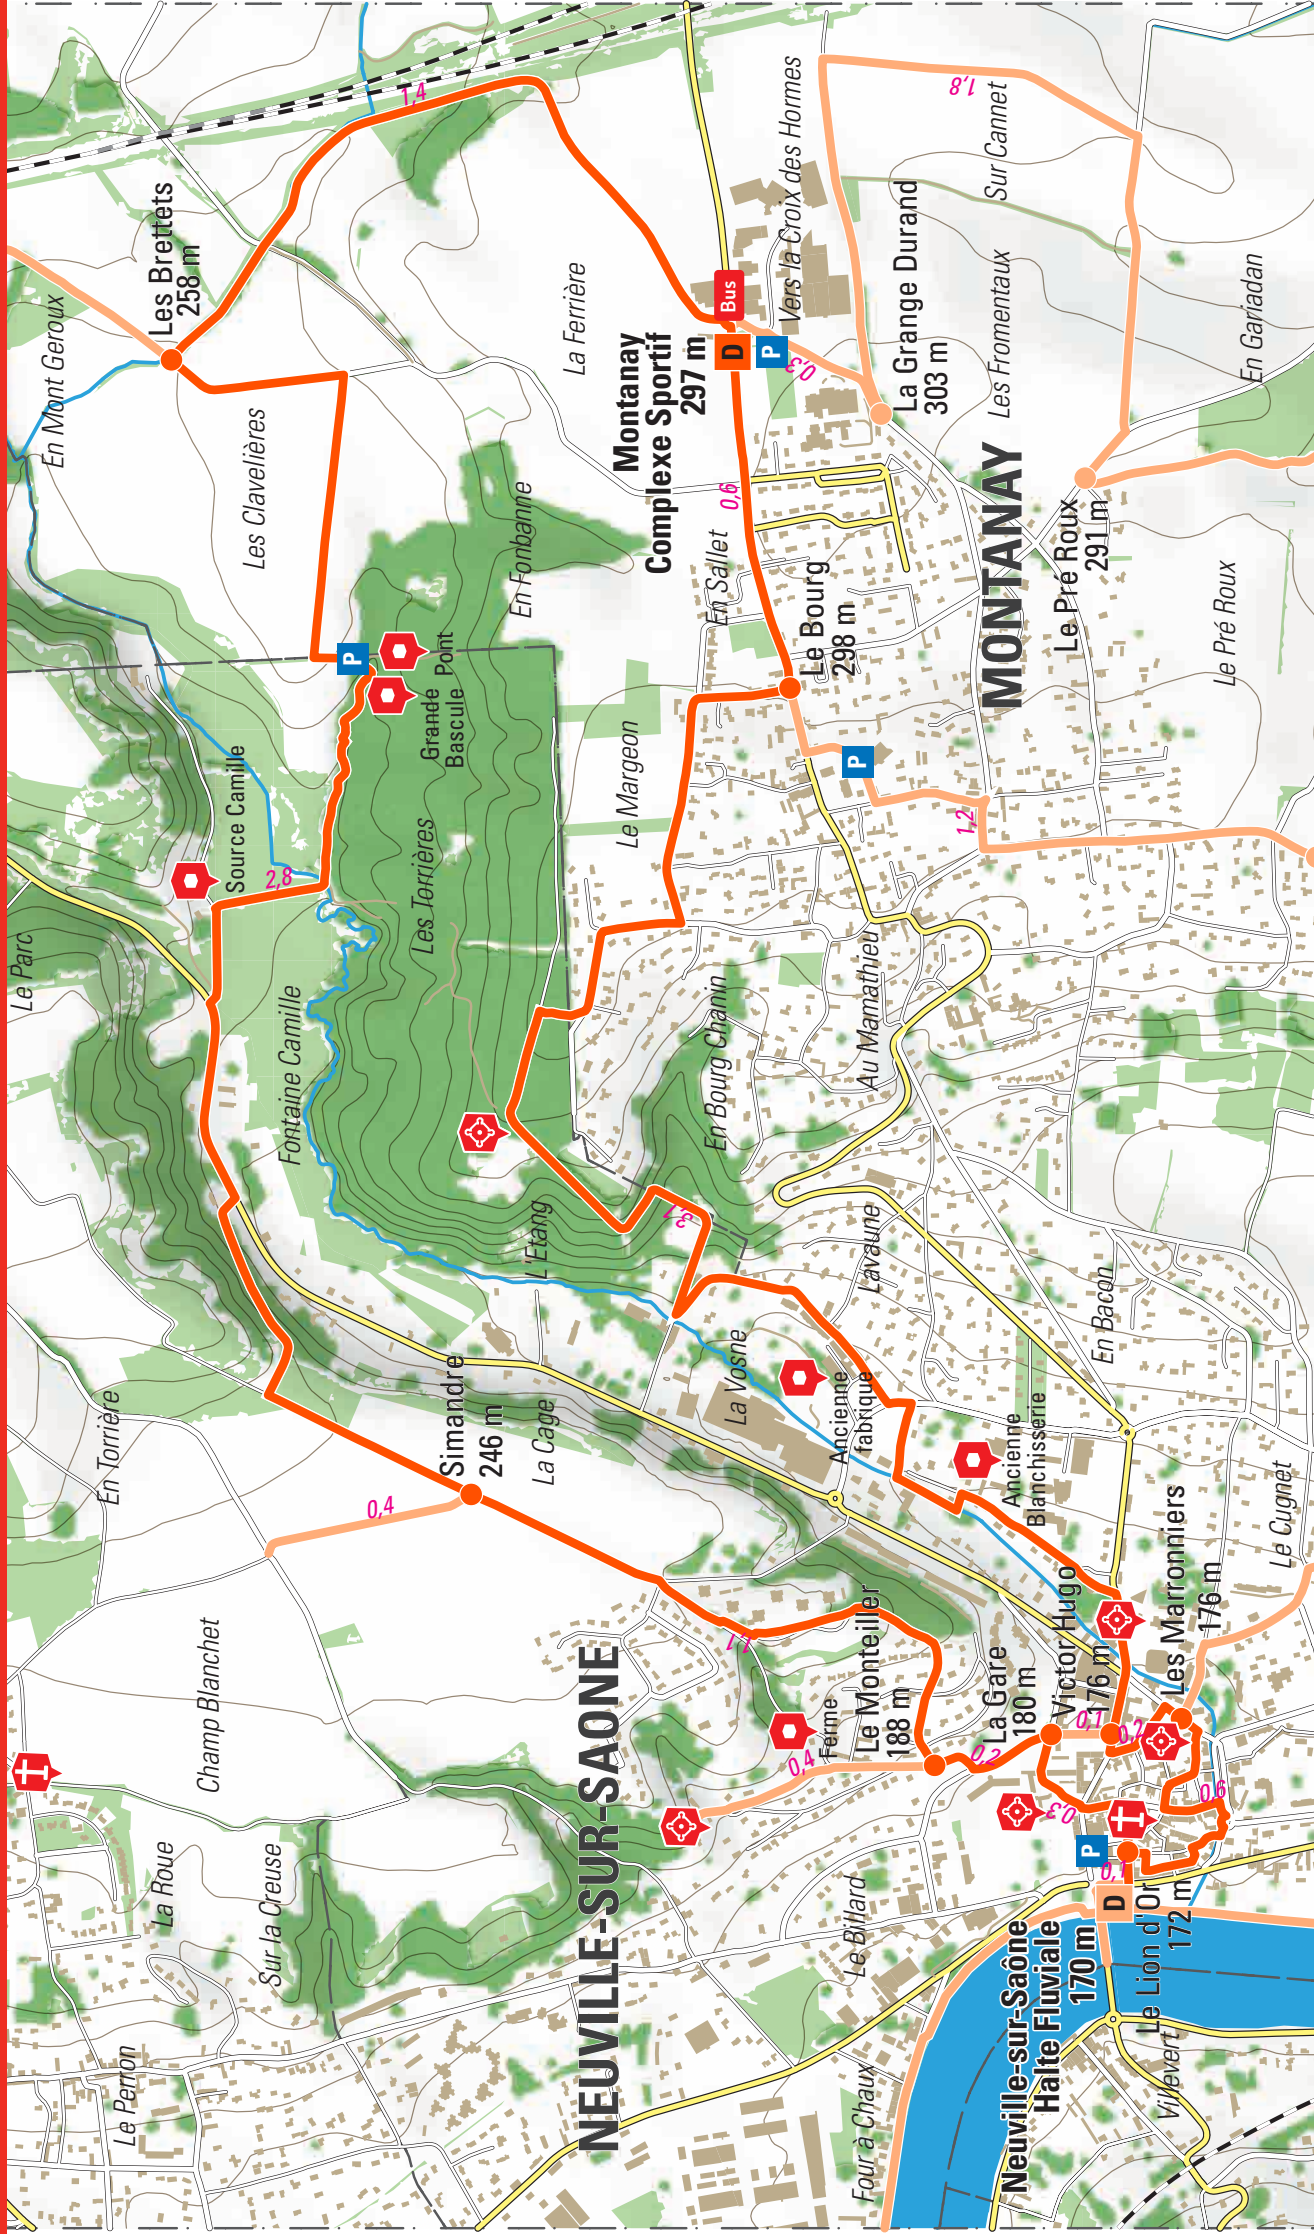 En Mont Geroux
Les Brettets
258 m
1,4
Les Clavelières
La Ferrière
Montanay
Complexe Sportif
297 m
D
P
Bus
0,3
Vers la Croix des Hormes
La Grange Durand
303 m
1,8
Sur Cannet
Les Fromentaux
En Gariadan
0,6
En Sallet
En Fonbanne
Le Bourg
298 m
MONTANAY
Le Pré Roux
291 m
Le Pré Roux
P
Pont
Grande
Bascule
Source Camille
2,8
Le Parc
Les Torrières
Fontaine Camille
Le Margeon
P
1,2
Au Mamathieu
En Bourg Chanin
3,1
L'Etang
Lavaune
En Bacon
La Vosne
Ancienne
fabrique
Ancienne
Blanchisserie
En Torrière
Simandre
246 m
La Cage
0,4
Champ Blanchet
1,1
NEUVILLE-SUR-SAONE
Ferme
0,4
Le Monteiller
188 m
0,2
La Gare
180 m
Victor Hugo
176 m
0,1
0,2
Les Marronniers
176 m
Le Cugnet
0,3
0,6
P
0,1
D
Le Lion d'Or
172 m
Neuville-sur-Saône
Halte Fluviale
170 m
La Roue
Sur la Creuse
Le Perron
Le Billard
Four à Chaux
Villevert